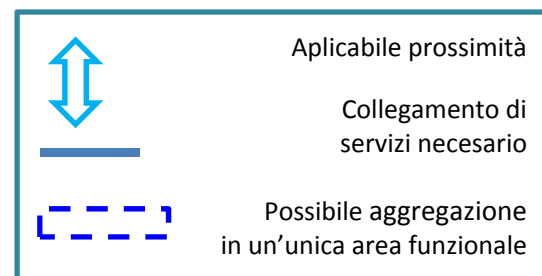 Aplicabile prossimità
Collegamento di
servizi necesario
Possibile aggregazione
in un’unica area funzionale